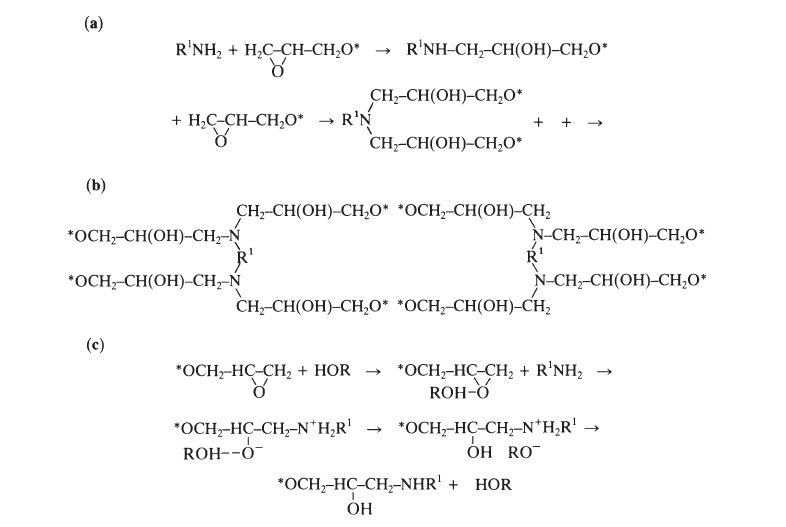 (a)
R¹NH₂ + H₂C–CH–CH₂O* → R¹NH–CH₂–CH(OH)–CH₂O*
O
CH₂–CH(OH)–CH₂O*
+ H₂C–CH–CH₂O* → R¹N + + →
O
CH₂–CH(OH)–CH₂O*
(b)
CH₂–CH(OH)–CH₂O* *OCH₂–CH(OH)–CH₂
*OCH₂–CH(OH)–CH₂–N N–CH₂–CH(OH)–CH₂O*
R¹ R¹
*OCH₂–CH(OH)–CH₂–N N–CH₂–CH(OH)–CH₂O*
CH₂–CH(OH)–CH₂O* *OCH₂–CH(OH)–CH₂
(c)
*OCH₂–HC–CH₂ + HOR → *OCH₂–HC–CH₂ + R¹NH₂ →
O ROH–O
*OCH₂–HC–CH₂–N⁺H₂R¹ → *OCH₂–HC–CH₂–N⁺H₂R¹ →
ROH--O⁻ OH RO⁻
*OCH₂–HC–CH₂–NHR¹ + HOR
OH